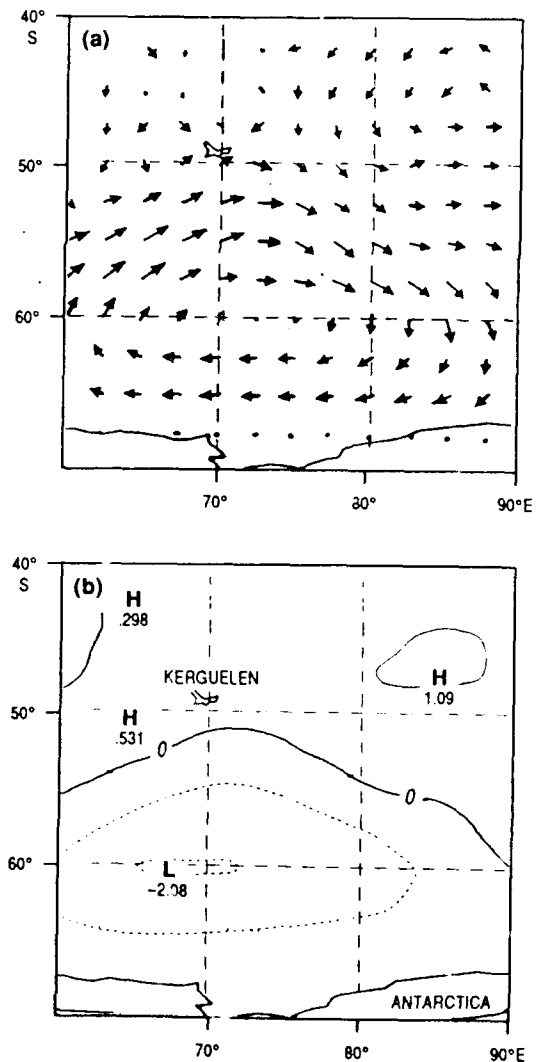 40°
S
(a)
50°
60°
70°
80°
90°E
40°
S
(b)
H
.298
KERGUELEN
H
1.09
50°
H
.531
0
0
60°
L
-2.08
ANTARCTICA
70°
80°
90°E